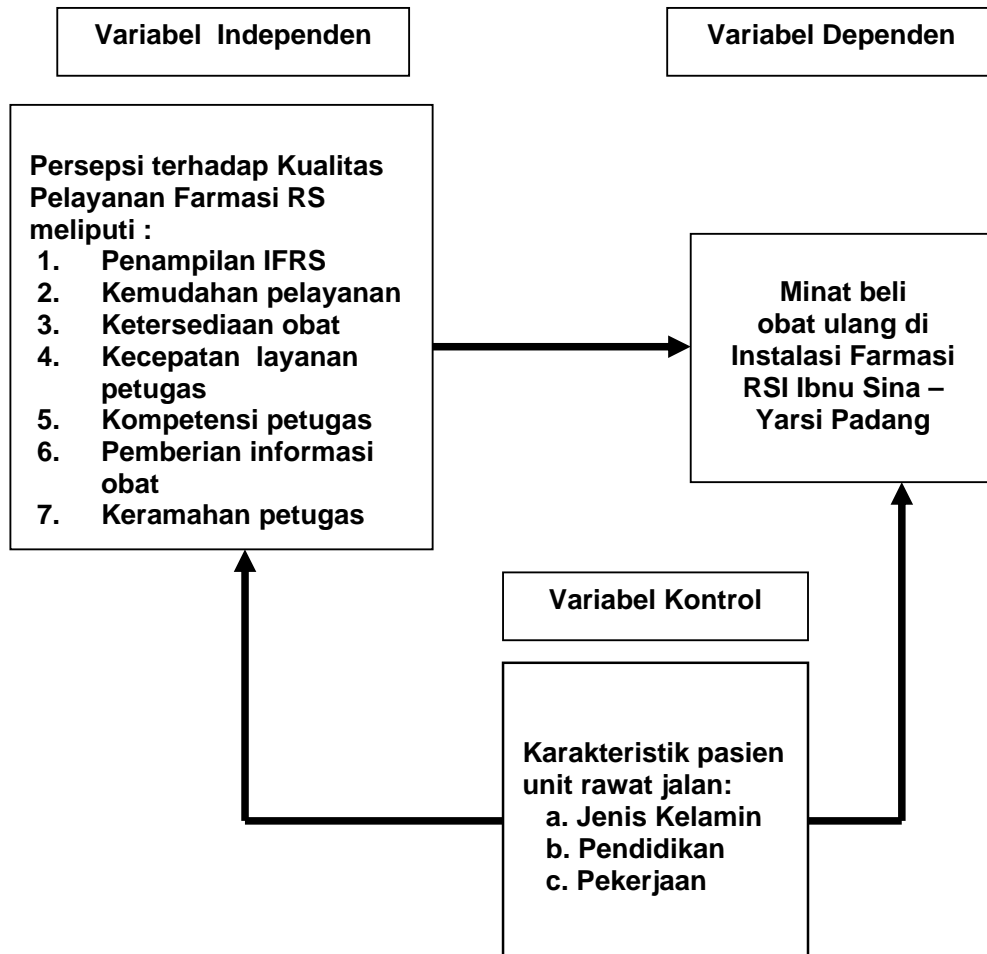 Variabel Independen
Variabel Dependen
Persepsi terhadap Kualitas
Pelayanan Farmasi RS
meliputi :
1. Penampilan IFRS
2. Kemudahan pelayanan
3. Ketersediaan obat
4. Kecepatan layanan
petugas
5. Kompetensi petugas
6. Pemberian informasi
obat
7. Keramahan petugas
Minat beli
obat ulang di
Instalasi Farmasi
RSI Ibnu Sina –
Yarsi Padang
Variabel Kontrol
Karakteristik pasien
unit rawat jalan:
a. Jenis Kelamin
b. Pendidikan
c. Pekerjaan